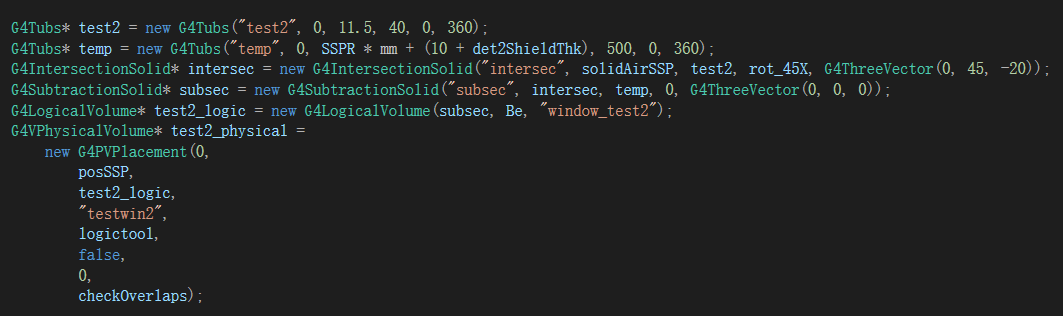 G4Tubs* test2 = new G4Tubs("test2", 0, 11.5, 40, 0, 360);
G4Tubs* temp = new G4Tubs("temp", 0, SSPR * mm + (10 + det2ShieldThk), 500, 0, 360);
G4IntersectionSolid* intersec = new G4IntersectionSolid("intersec", solidAirSSP, test2, rot_45X, G4ThreeVector(0, 45, -20));
G4SubtractionSolid* subsec = new G4SubtractionSolid("subsec", intersec, temp, 0, G4ThreeVector(0, 0, 0));
G4LogicalVolume* test2_logic = new G4LogicalVolume(subsec, Be, "window_test2");
G4VPhysicalVolume* test2_physical =
    new G4PVPlacement(0,
        posSSP,
        test2_logic,
        "testwin2",
        logictool,
        false,
        0,
        checkOverlaps);